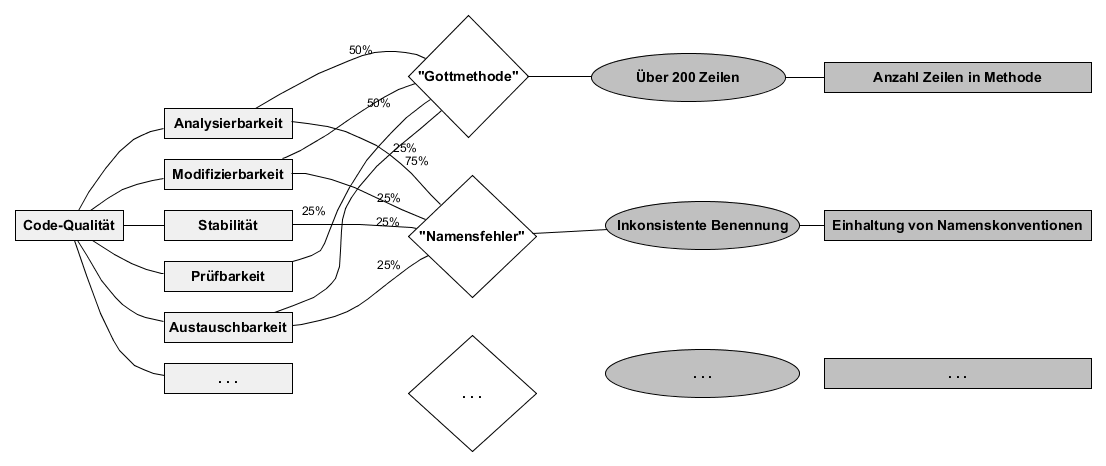 50%
"Gottmethode"
Über 200 Zeilen
Anzahl Zeilen in Methode
50%
Analysierbarkeit
25%
75%
Modifizierbarkeit
25%
25%
25%
Code-Qualität
Stabilität
"Namensfehler"
Inkonsistente Benennung
Einhaltung von Namenskonventionen
25%
Prüfbarkeit
Austauschbarkeit
. . .
. . .
. . .
. . .